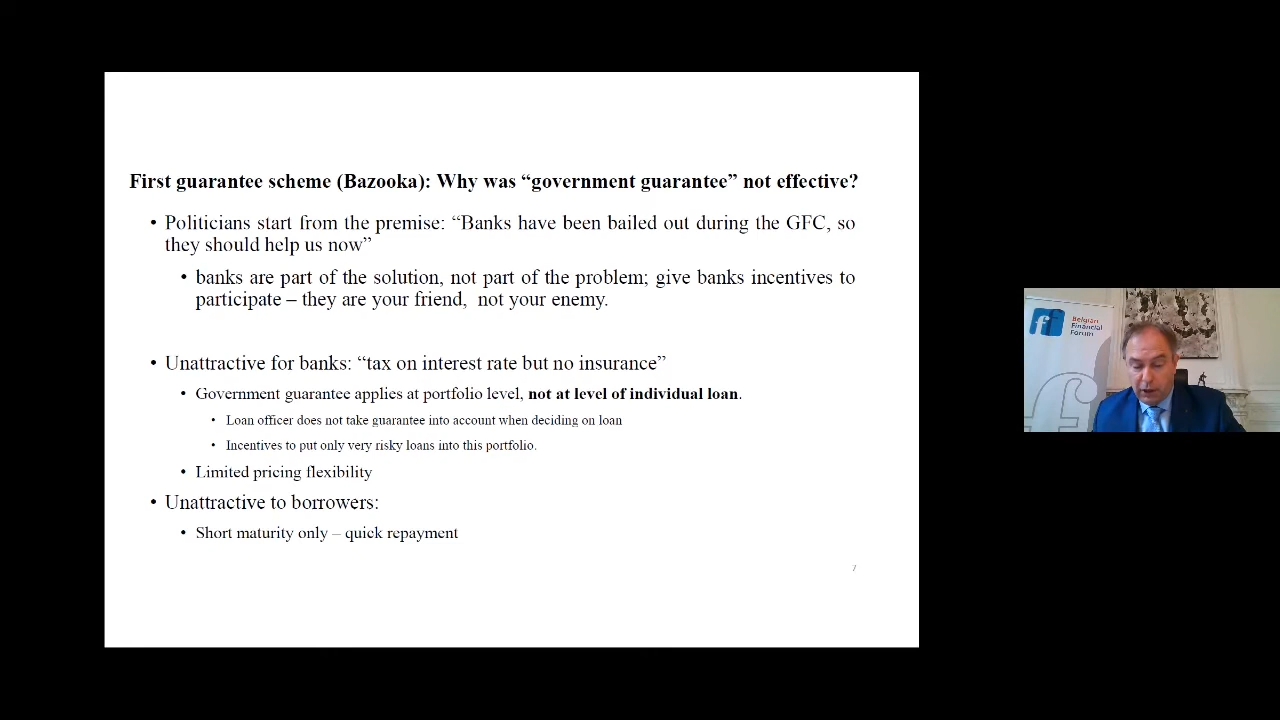 First guarantee scheme (Bazooka): Why was “government guarantee” not effective?
• Politicians start from the premise: “Banks have been bailed out during the GFC, so
they should help us now”
• banks are part of the solution, not part of the problem; give banks incentives to
participate – they are your friend, not your enemy.
• Unattractive for banks: “tax on interest rate but no insurance”
• Government guarantee applies at portfolio level, not at level of individual loan.
• Loan officer does not take guarantee into account when deciding on loan
• Incentives to put only very risky loans into this portfolio.
• Limited pricing flexibility
• Unattractive to borrowers:
• Short maturity only – quick repayment
7
ff
Belgian
Financial
Forum